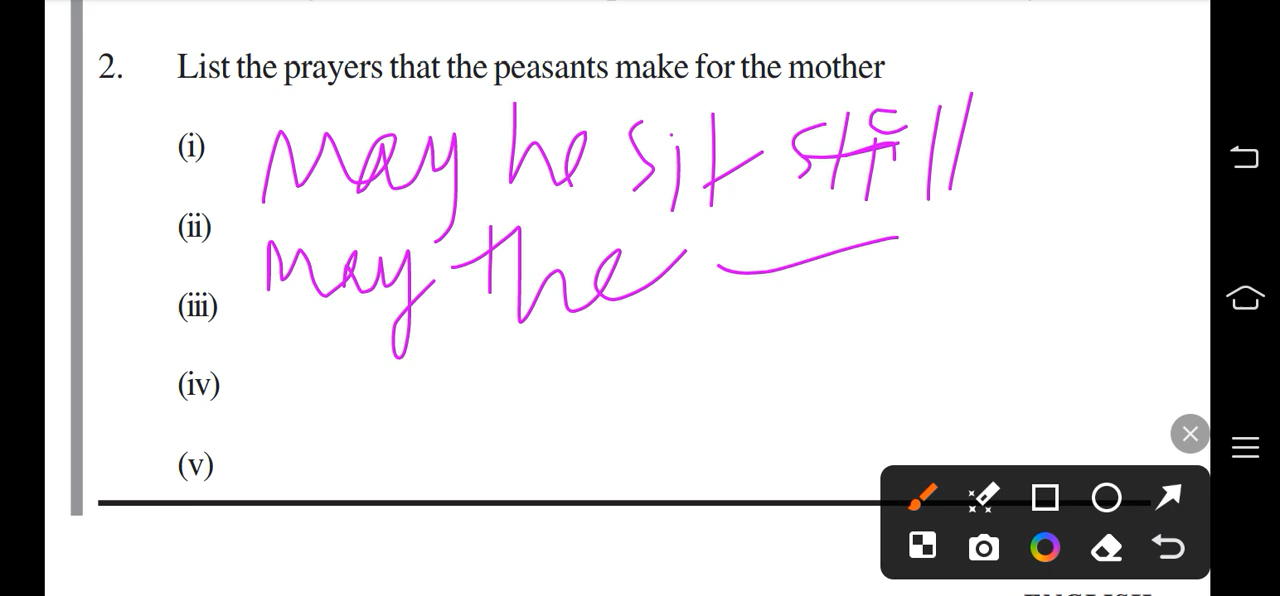 2. List the prayers that the peasants make for the mother
(i) may he sit still
(ii) may the
(iii)
(iv)
(v)